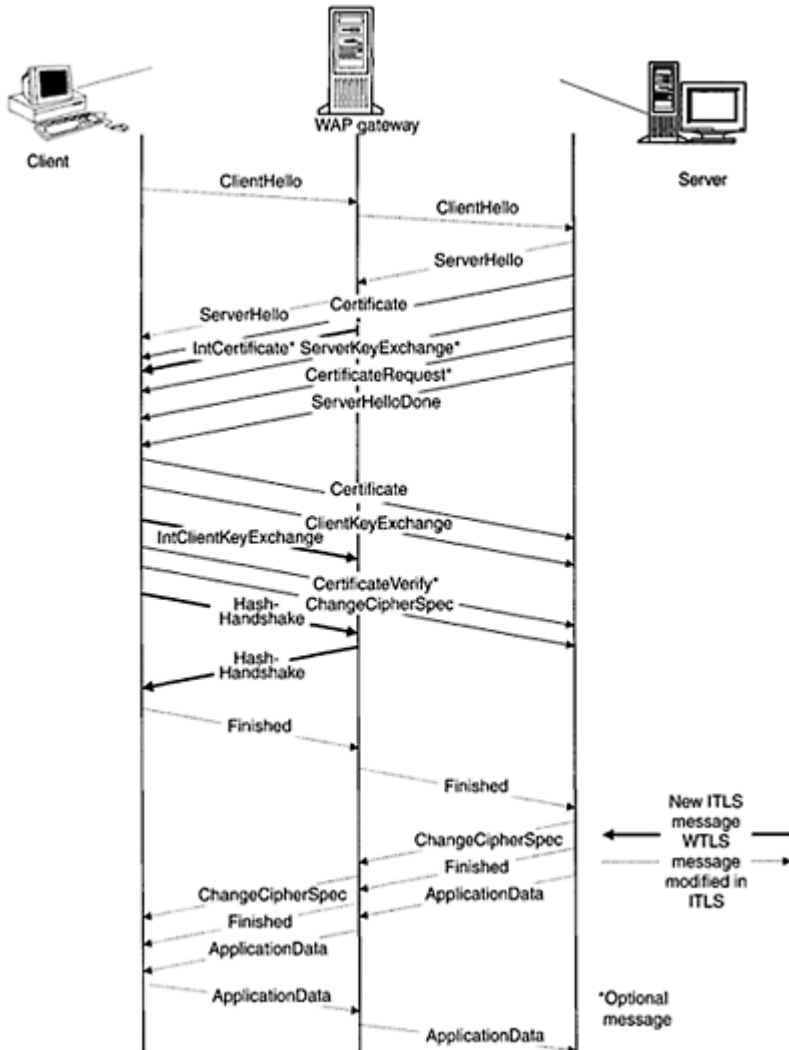 WAP gateway
Client
Server
ClientHello
ClientHello
ServerHello
Certificate
ServerHello
IntCertificate* ServerKeyExchange*
CertificateRequest*
ServerHelloDone
Certificate
ClientKeyExchange
IntClientKeyExchange
CertificateVerify*
Hash-
Handshake
ChangeCipherSpec
Hash-
Handshake
Finished
Finished
New ITLS
message
WTLS
message
modified in
ITLS
ChangeCipherSpec
Finished
ChangeCipherSpec
ApplicationData
Finished
ApplicationData
ApplicationData
*Optional
message
ApplicationData